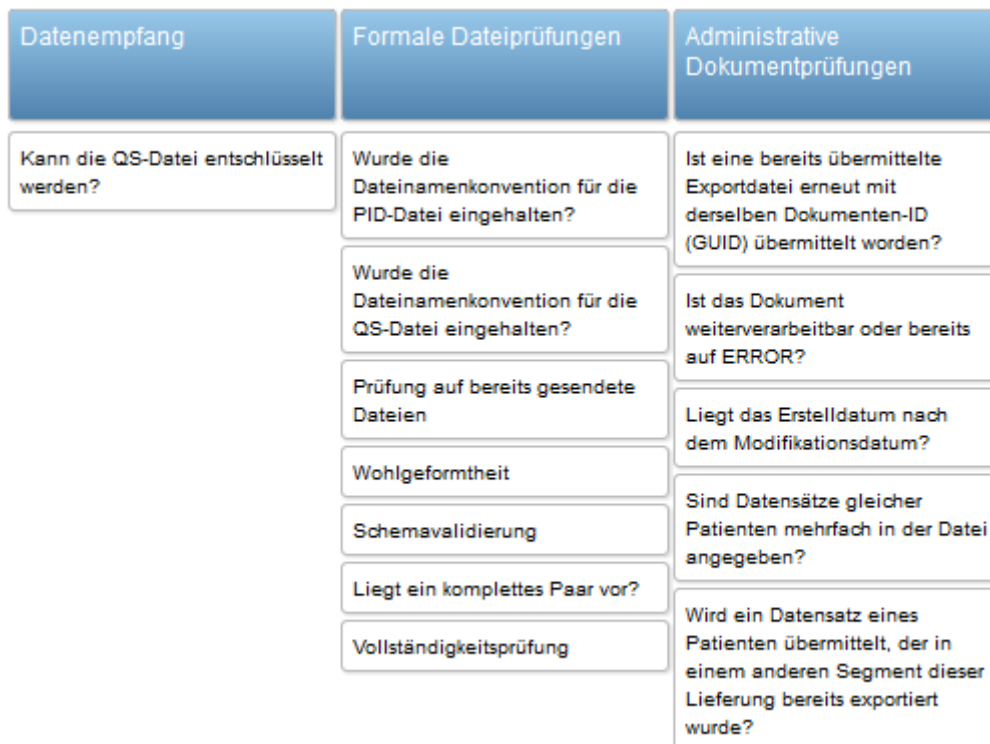 Datenempfang
Kann die QS-Datei entschlüsselt
werden?
Formale Dateiprüfungen
Wurde die
Dateinamenkonvention für die
PID-Datei eingehalten?
Wurde die
Dateinamenkonvention für die
QS-Datei eingehalten?
Prüfung auf bereits gesendete
Dateien
Wohlgeformtheit
Schemavalidierung
Liegt ein komplettes Paar vor?
Vollständigkeitsprüfung
Administrative
Dokumentprüfungen
Ist eine bereits übermittelte
Exportdatei erneut mit
derselben Dokumenten-ID
(GUID) übermittelt worden?
Ist das Dokument
weiterverarbeitbar oder bereits
auf ERROR?
Liegt das Erstelldatum nach
dem Modifikationsdatum?
Sind Datensätze gleicher
Patienten mehrfach in der Datei
angegeben?
Wird ein Datensatz eines
Patienten übermittelt, der in
einem anderen Segment dieser
Lieferung bereits exportiert
wurde?